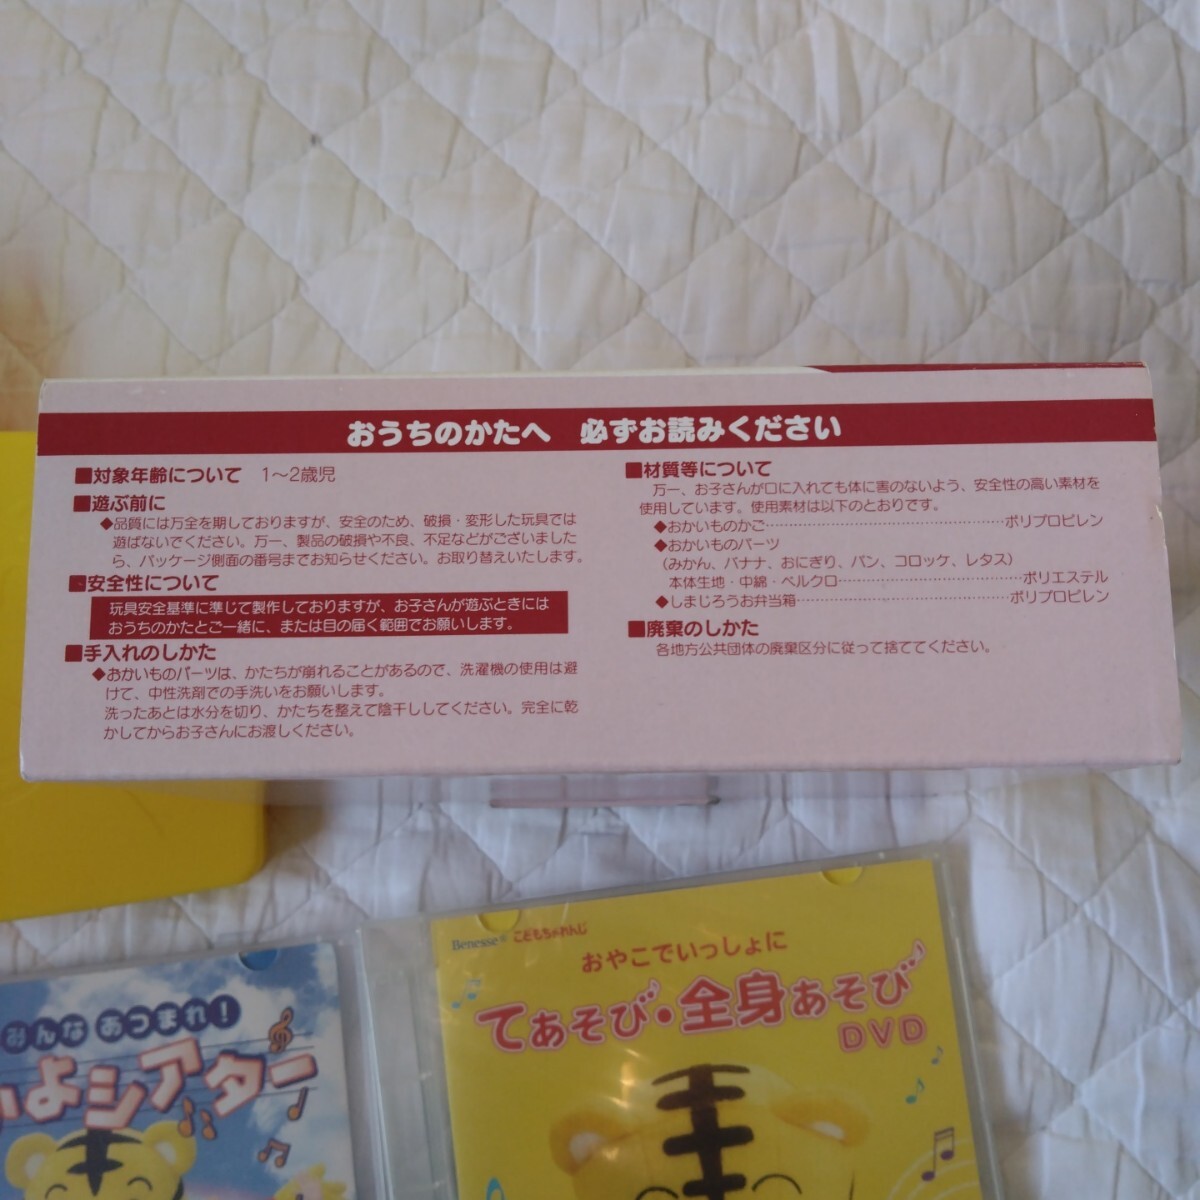 おうちのかたへ 必ずお読みください
■対象年齢について 1〜2歳児
■遊ぶ前に
◆品質には万全を期しておりますが、安全のため、破損・変形した玩具では
遊ばないでください。万一、製品の破損や不良、不足などがございました
ら、パッケージ側面の番号までお知らせください。お取り替えいたします。
■安全性について
玩具安全基準に準じて製作しておりますが、お子さんが遊ぶときには
おうちのかたとご一緒に、または目の届く範囲でお願いします。
■手入れのしかた
◆おかいものパーツは、かたちが崩れることがあるので、洗濯機の使用は避
けて、中性洗剤での手洗いをお願いします。
洗ったあとは水分を切り、かたちを整えて陰干ししてください。完全に乾
かしてからお子さんにお渡しください。
■材質等について
万一、お子さんが口に入れても体に害のないよう、安全性の高い素材を
使用しています。使用素材は以下のとおりです。
◆おかいものかご……………………………ポリプロピレン
◆おかいものパーツ
(みかん、バナナ、おにぎり、パン、コロッケ、レタス)
本体生地・中綿・ベルクロ……………………ポリエステル
◆しまじろうお弁当箱…………………………ポリプロピレン
■廃棄のしかた
各地方公共団体の廃棄区分に従って捨ててください。
Benesse® こどもちゃれんじ
おやこでいっしょに
てあそび・全身あそび
DVD
みんな あつまれ!
よシアター